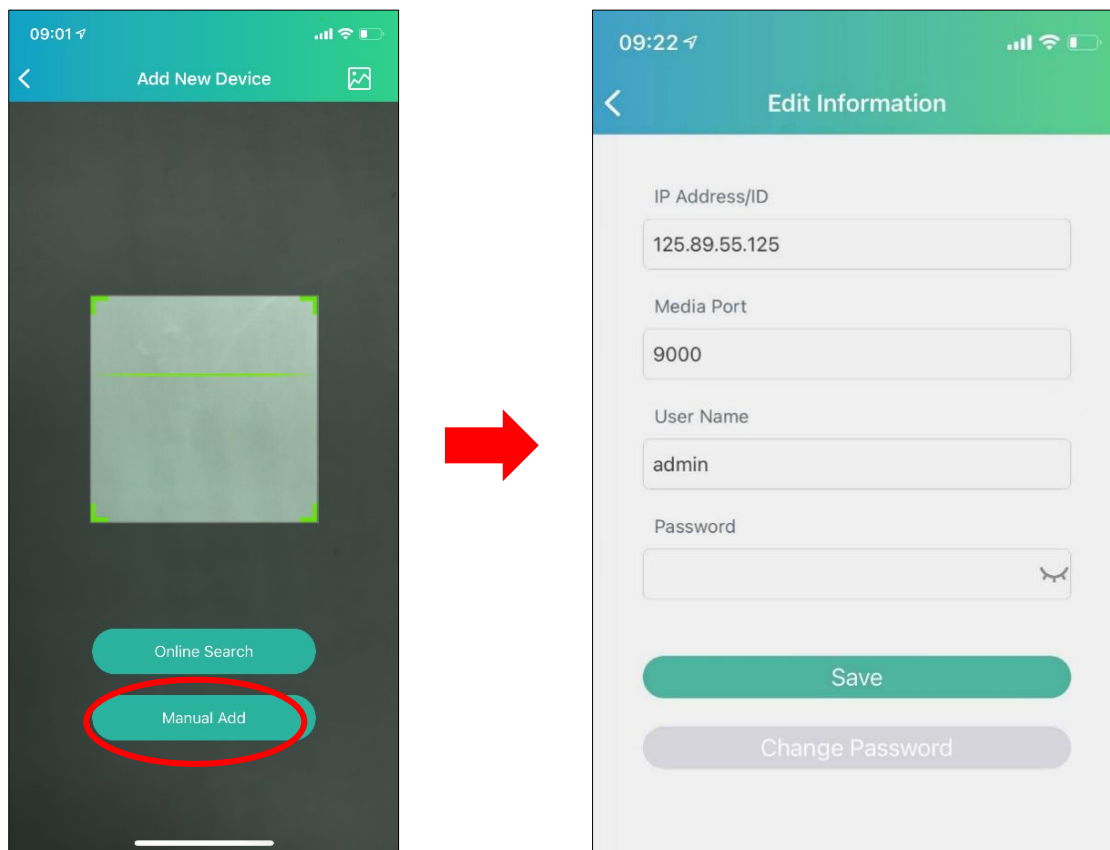 09:01
Add New Device
Online Search
Manual Add
09:22
Edit Information
IP Address/ID
125.89.55.125
Media Port
9000
User Name
admin
Password
Save
Change Password